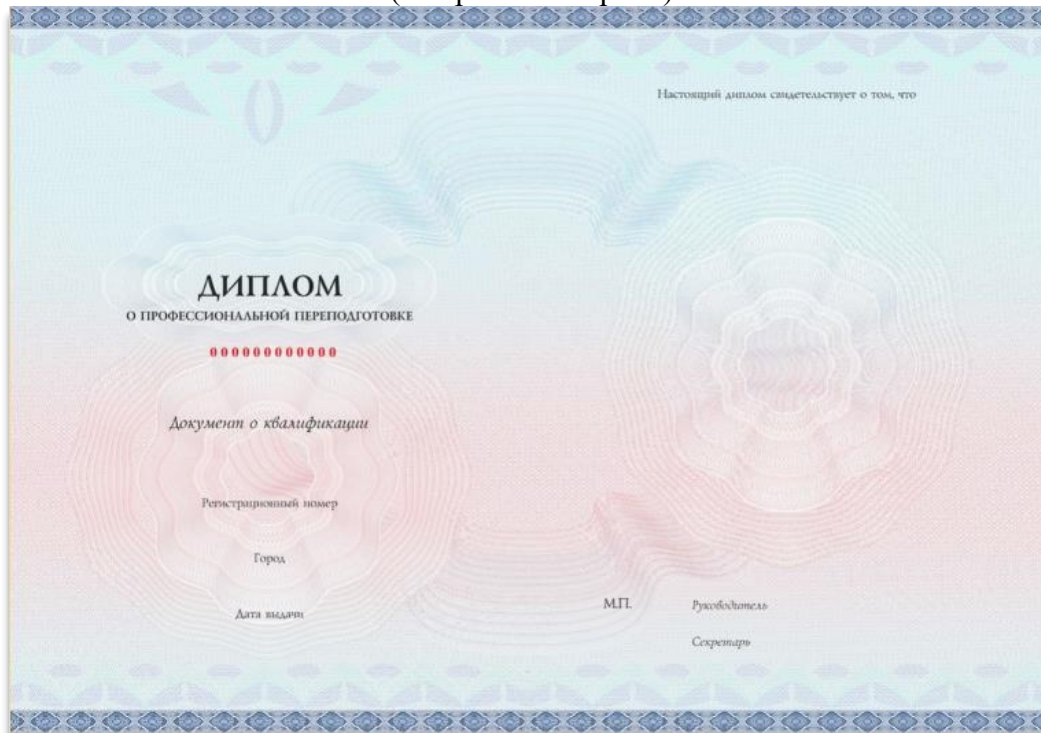 ДИПЛОМ
О ПРОФЕССИОНАЛЬНОЙ ПЕРЕПОДГОТОВКЕ
000000000000
Документ о квалификации
Регистрационный номер
Город
Дата выдачи
Настоящий диплом свидетельствует о том, что
М.П.
Руководитель
Секретарь